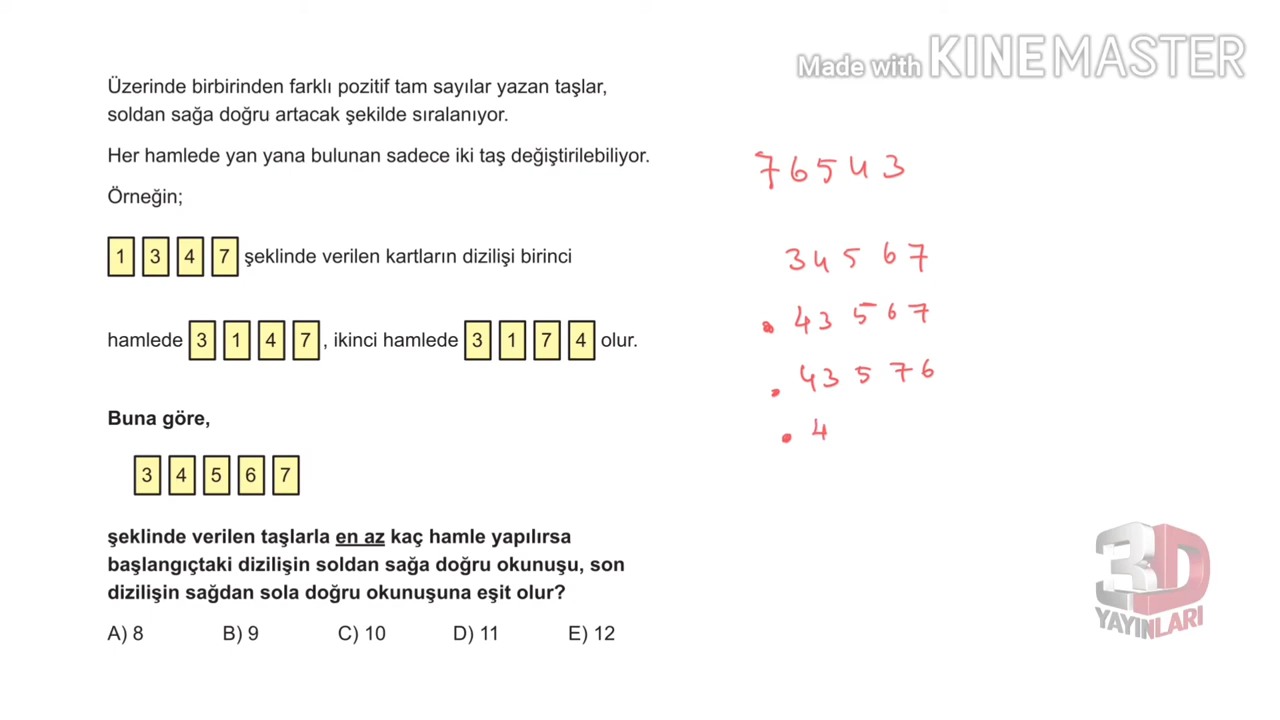 Made with KINEMASTER
Üzerinde birbirinden farklı pozitif tam sayılar yazan taşlar,
soldan sağa doğru artacak şekilde sıralanıyor.
Her hamlede yan yana bulunan sadece iki taş değiştirilebiliyor.
Örneğin;
1 3 4 7 şeklinde verilen kartların dizilişi birinci
hamlede 3 1 4 7, ikinci hamlede 3 1 7 4 olur.
Buna göre,
3 4 5 6 7
şeklinde verilen taşlarla en az kaç hamle yapılırsa
başlangıçtaki dizilişin soldan sağa doğru okunuşu, son
dizilişin sağdan sola doğru okunuşuna eşit olur?
A) 8 B) 9 C) 10 D) 11 E) 12
7 6 5 4 3
3 4 5 6 7
. 4 3 5 6 7
. 4 3 5 7 6
. 4
3D
YAYINLARI